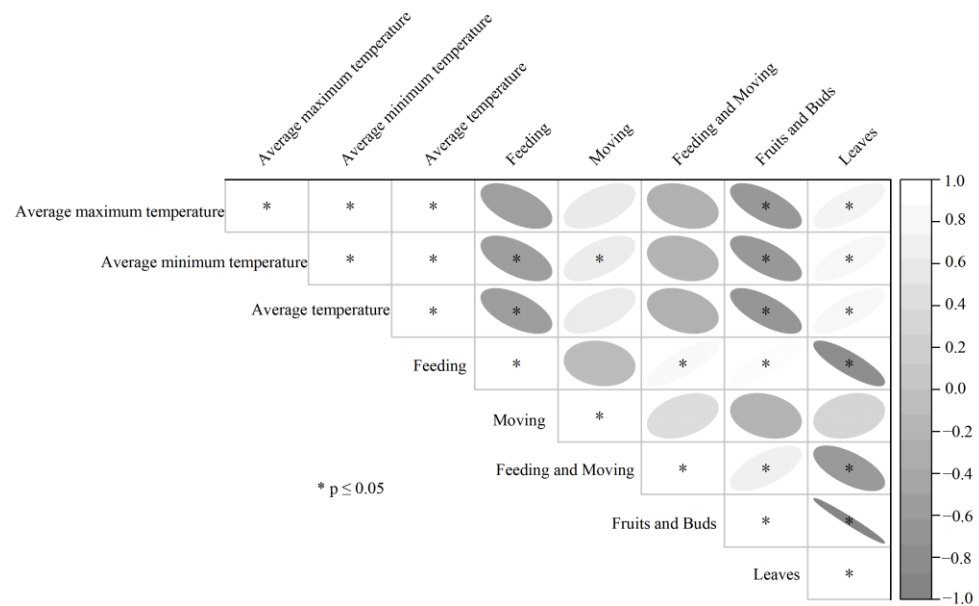 Average maximum temperature
Average minimum temperature
Average temperature
Feeding
Moving
Feeding and Moving
Fruits and Buds
Leaves
Average maximum temperature * * * * *
Average minimum temperature * * * * * *
Average temperature * * * *
Feeding * * * *
Moving *
Feeding and Moving * * *
Fruits and Buds * *
Leaves *
* p ≤ 0.05
1.0
0.8
0.6
0.4
0.2
0.0
−0.2
−0.4
−0.6
−0.8
−1.0